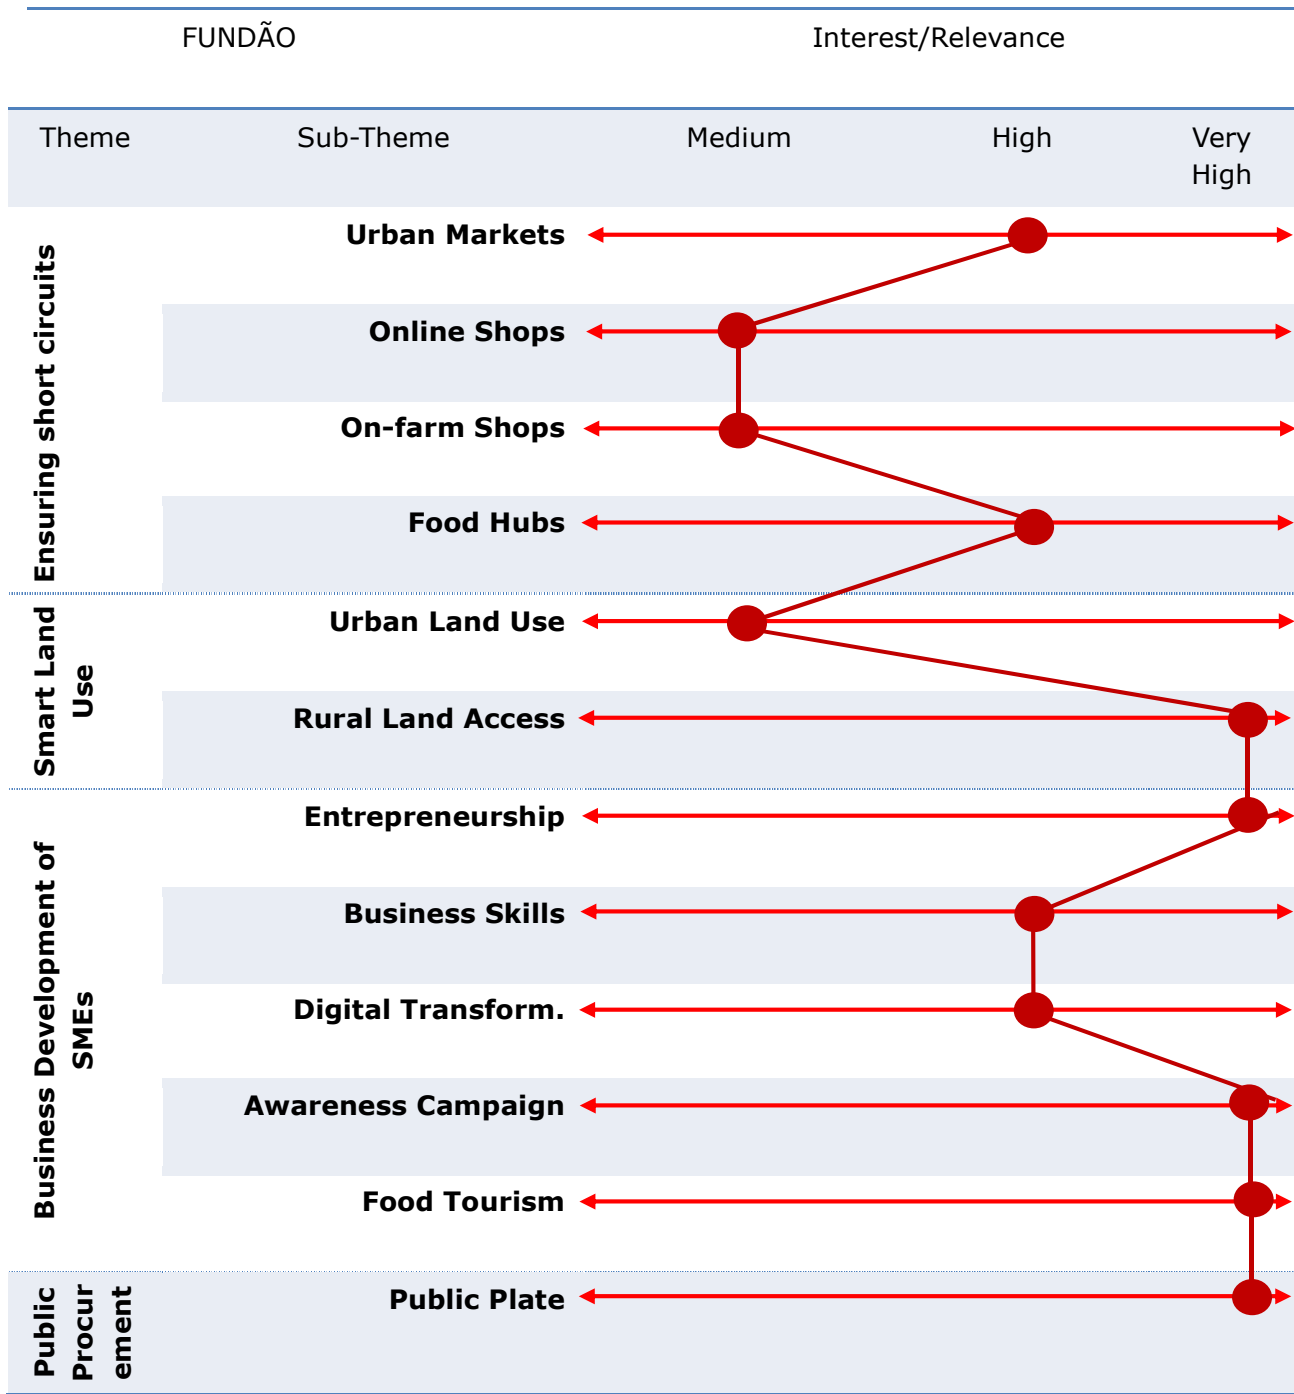 FUNDÃO Interest/Relevance
Theme Sub-Theme Medium High Very
High
Ensuring short circuits
Urban Markets
Online Shops
On-farm Shops
Food Hubs
Smart Land
Use
Urban Land Use
Rural Land Access
Business Development of
SMEs
Entrepreneurship
Business Skills
Digital Transform.
Awareness Campaign
Food Tourism
Public
Procur
ement
Public Plate